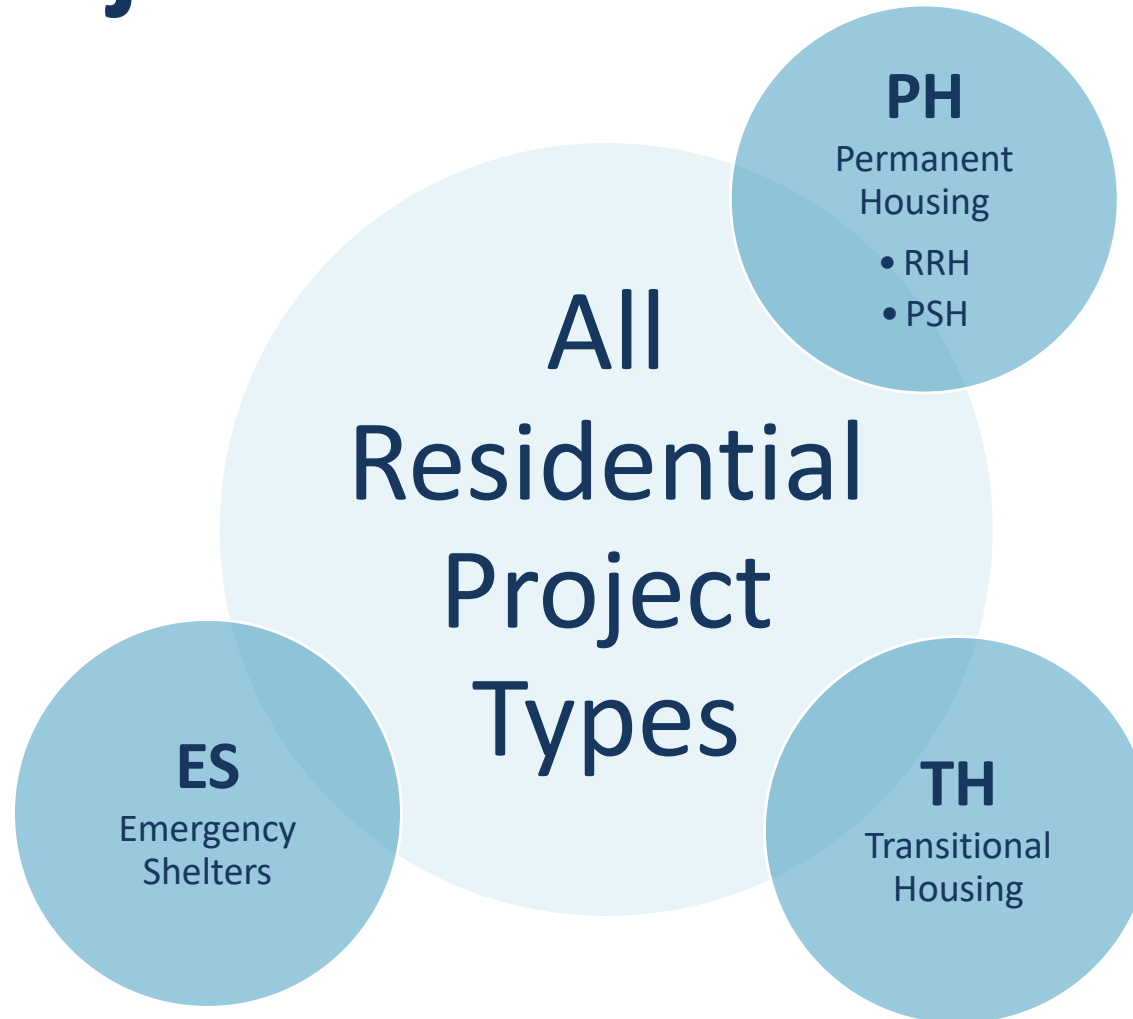 PH
Permanent
Housing
• RRH
• PSH
All
Residential
Project
Types
ES
Emergency
Shelters
TH
Transitional
Housing